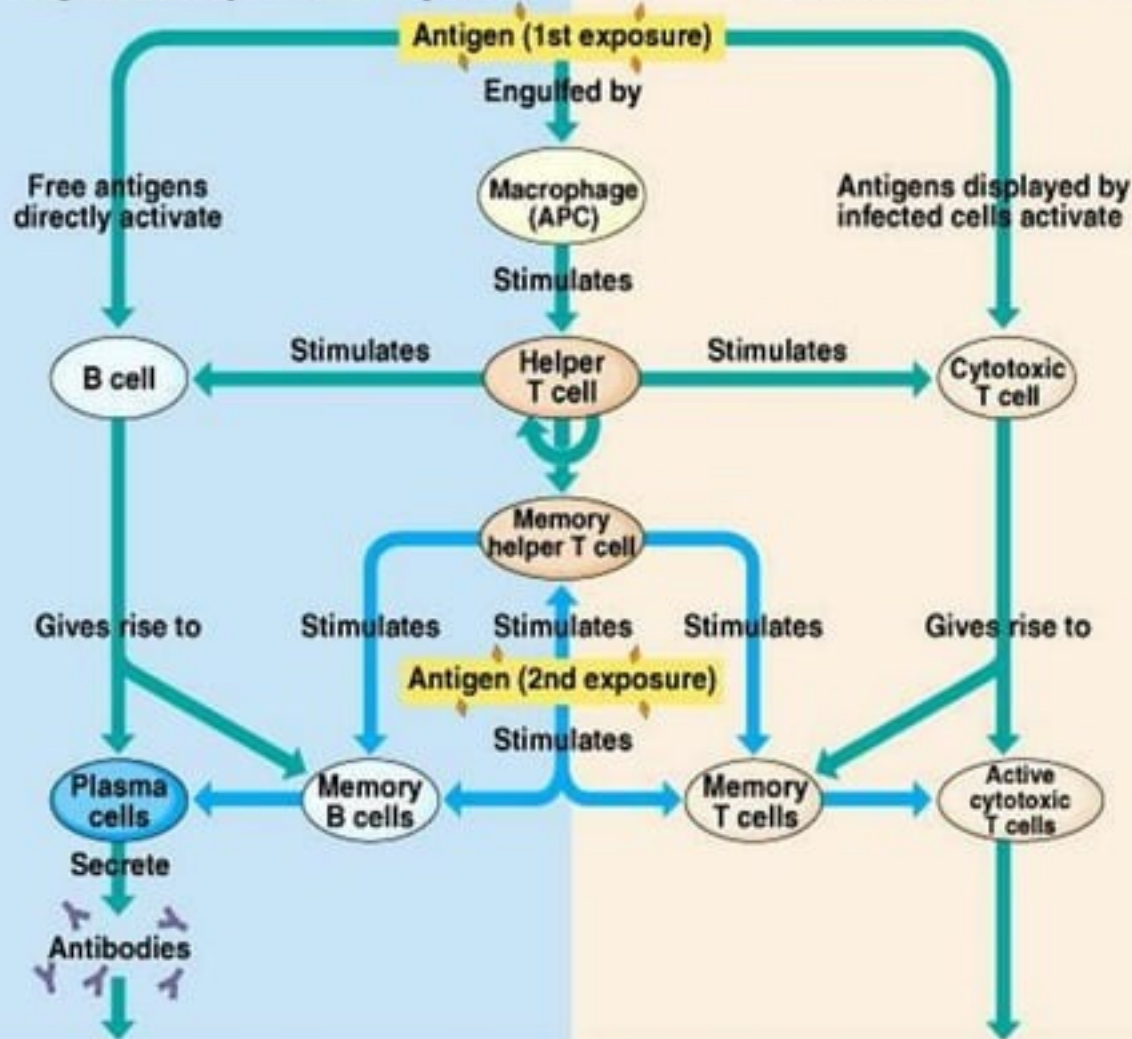 Antigen (1st exposure)
Engulfed by
Macrophage
(APC)
Free antigens
directly activate
Antigens displayed by
infected cells activate
Stimulates
B cell
Stimulates
Helper
T cell
Stimulates
Cytotoxic
T cell
Memory
helper T cell
Gives rise to
Stimulates
Stimulates
Stimulates
Gives rise to
Antigen (2nd exposure)
Stimulates
Plasma
cells
Memory
B cells
Memory
T cells
Active
cytotoxic
T cells
Secrete
Antibodies